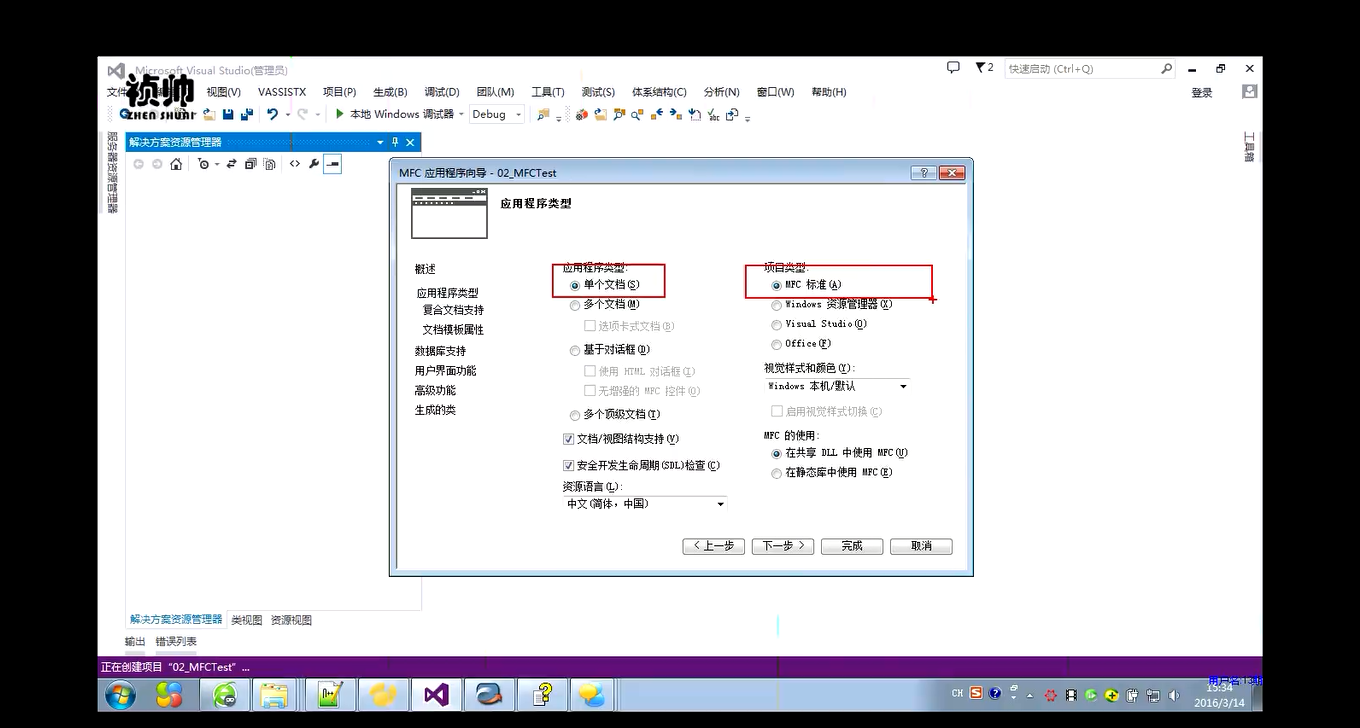 Microsoft Visual Studio(管理员)
2
快速启动 (Ctrl+Q)
祯帅
ZHEN SHUAI
视图(V) VASSISTX 项目(P) 生成(B) 调试(D) 团队(M) 工具(T) 测试(S) 体系结构(C) 分析(N) 窗口(W) 帮助(H)
登录
本地 Windows 调试器 Debug
服务器资源管理器
解决方案资源管理器
工具箱
MFC 应用程序向导 - 02_MFCTest
应用程序类型
概述
应用程序类型
复合文档支持
文档模板属性
数据库支持
用户界面功能
高级功能
生成的类
应用程序类型:
单个文档(S)
多个文档(M)
选项卡式文档(B)
基于对话框(D)
使用 HTML 对话框(I)
无增强的 MFC 控件(O)
多个顶级文档(T)
文档/视图结构支持(V)
安全开发生命周期(SDL)检查(C)
资源语言(L):
中文(简体，中国)
项目类型:
MFC 标准(A)
Windows 资源管理器(X)
Visual Studio(O)
Office(F)
视觉样式和颜色(Y):
Windows 本机/默认
启用视觉样式切换(C)
MFC 的使用:
在共享 DLL 中使用 MFC(U)
在静态库中使用 MFC(E)
< 上一步 下一步 > 完成 取消
解决方案资源管理器 类视图 资源视图
输出 错误列表
正在创建项目 “02_MFCTest” ...
CH
15:34
2016/3/14